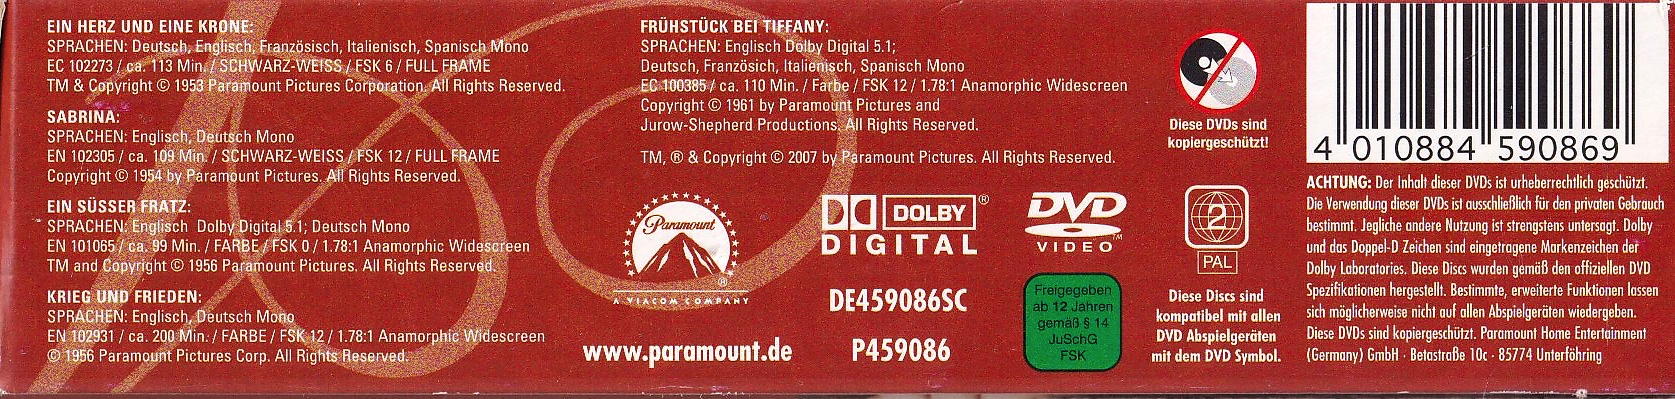 EIN HERZ UND EINE KRONE:
SPRACHEN: Deutsch, Englisch, Französisch, Italienisch, Spanisch Mono
EC 102273 / ca. 113 Min. / SCHWARZ-WEISS / FSK 6 / FULL FRAME
TM & Copyright © 1953 Paramount Pictures Corporation. All Rights Reserved.
SABRINA:
SPRACHEN: Englisch, Deutsch Mono
EN 102305 / ca. 109 Min. / SCHWARZ-WEISS / FSK 12 / FULL FRAME
Copyright © 1954 by Paramount Pictures. All Rights Reserved.
EIN SÜSSER FRATZ:
SPRACHEN: Englisch Dolby Digital 5.1; Deutsch Mono
EN 101065 / ca. 99 Min. / FARBE / FSK 0 / 1.78:1 Anamorphic Widescreen
TM and Copyright © 1956 Paramount Pictures. All Rights Reserved.
KRIEG UND FRIEDEN:
SPRACHEN: Englisch, Deutsch Mono
EN 102931 / ca. 200 Min. / FARBE / FSK 12 / 1.78:1 Anamorphic Widescreen
© 1956 Paramount Pictures Corp. All Rights Reserved.
FRÜHSTÜCK BEI TIFFANY:
SPRACHEN: Englisch Dolby Digital 5.1;
Deutsch, Französich, Italienisch, Spanisch Mono
EC 100385 / ca. 110 Min. / Farbe / FSK 12 / 1.78:1 Anamorphic Widescreen
Copyright © 1961 by Paramount Pictures and
Jurow-Shepherd Productions. All Rights Reserved.
TM, ® & Copyright © 2007 by Paramount Pictures. All Rights Reserved.
Paramount
®
A VIACOM COMPANY
www.paramount.de
DOLBY®
DIGITAL
DE459086SC
P459086
DVD
VIDEO™
Freigegeben
ab 12 Jahren
gemäß § 14
JuSchG
FSK
Diese DVDs sind
kopiergeschützt!
2
PAL
Diese Discs sind
kompatibel mit allen
DVD Abspielgeräten
mit dem DVD Symbol.
4 010884 590869
ACHTUNG: Der Inhalt dieser DVDs ist urheberrechtlich geschützt.
Die Verwendung dieser DVDs ist ausschließlich für den privaten Gebrauch
bestimmt. Jegliche andere Nutzung ist strengstens untersagt. Dolby
und das Doppel-D Zeichen sind eingetragene Markenzeichen der
Dolby Laboratories. Diese Discs wurden gemäß den offiziellen DVD
Spezifikationen hergestellt. Bestimmte, erweiterte Funktionen lassen
sich möglicherweise nicht auf allen Abspielgeräten wiedergeben.
Diese DVDs sind kopiergeschützt. Paramount Home Entertainment
(Germany) GmbH · Betastraße 10c · 85774 Unterföhring